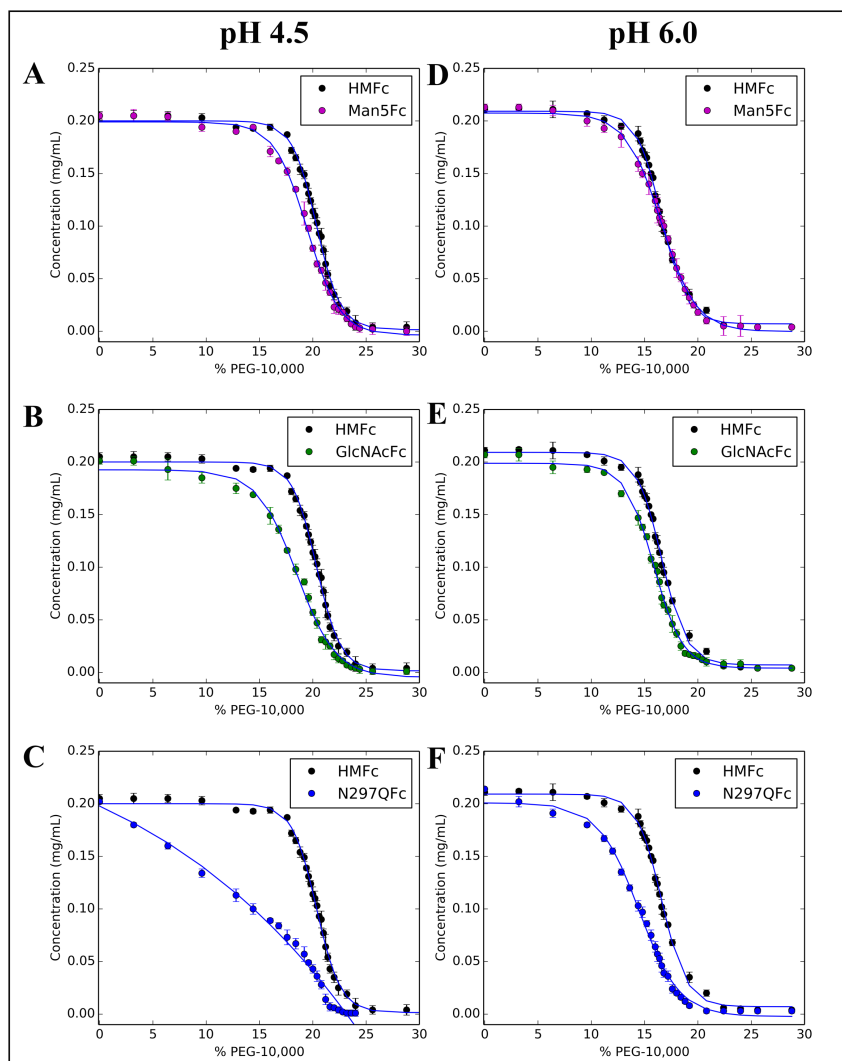 pH 4.5
pH 6.0
A
0.25
0.20
0.15
0.10
0.05
0.00
Concentration (mg/mL)
0 5 10 15 20 25 30
% PEG-10,000
HMFc
Man5Fc
D
0.25
0.20
0.15
0.10
0.05
0.00
Concentration (mg/mL)
0 5 10 15 20 25 30
% PEG-10,000
HMFc
Man5Fc
B
0.25
0.20
0.15
0.10
0.05
0.00
Concentration (mg/mL)
0 5 10 15 20 25 30
% PEG-10,000
HMFc
GlcNAcFc
E
0.25
0.20
0.15
0.10
0.05
0.00
Concentration (mg/mL)
0 5 10 15 20 25 30
% PEG-10,000
HMFc
GlcNAcFc
C
0.25
0.20
0.15
0.10
0.05
0.00
Concentration (mg/mL)
0 5 10 15 20 25 30
% PEG-10,000
HMFc
N297QFc
F
0.25
0.20
0.15
0.10
0.05
0.00
Concentration (mg/mL)
0 5 10 15 20 25 30
% PEG-10,000
HMFc
N297QFc